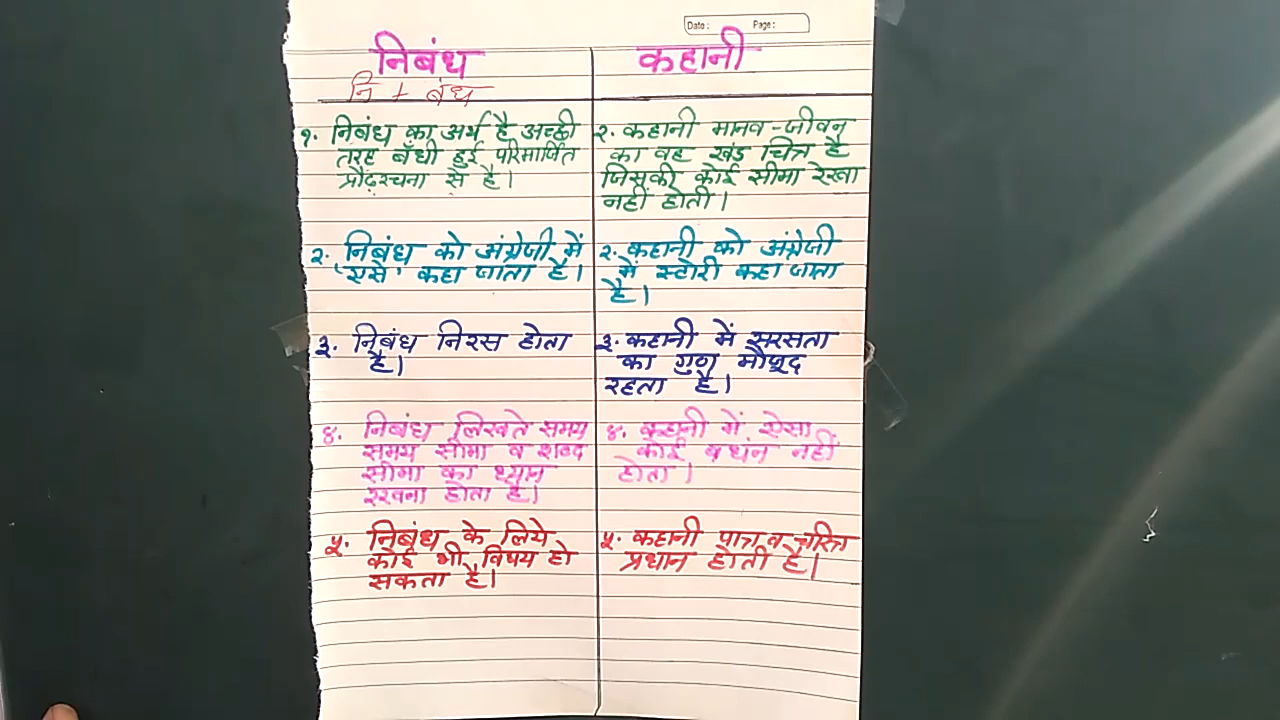 Date : Page :
निबंध
नि + बंध
१. निबंध का अर्थ है अच्छी
तरह बँधी हुई परिमार्जित
प्रौढ़रचना से है।
२. निबंध को अंग्रेजी में
'एसे' कहा जाता है।
३. निबंध निरस होता
है।
४. निबंध लिखते समय
समय सीमा व शब्द
सीमा का ध्यान
रखना होता है।
५. निबंध के लिये
कोई भी विषय हो
सकता है।
कहानी
१. कहानी मानव-जीवन
का वह खंड चित्र है
जिसकी कोई सीमा रेखा
नहीं होती।
२. कहानी को अंग्रेजी
में स्टोरी कहा जाता
है।
३. कहानी में सरसता
का गुण मौजूद
रहता है।
४. कहानी में ऐसा
कोई बधंन नहीं
होता।
५. कहानी पात्र व चरित्र
प्रधान होती है।